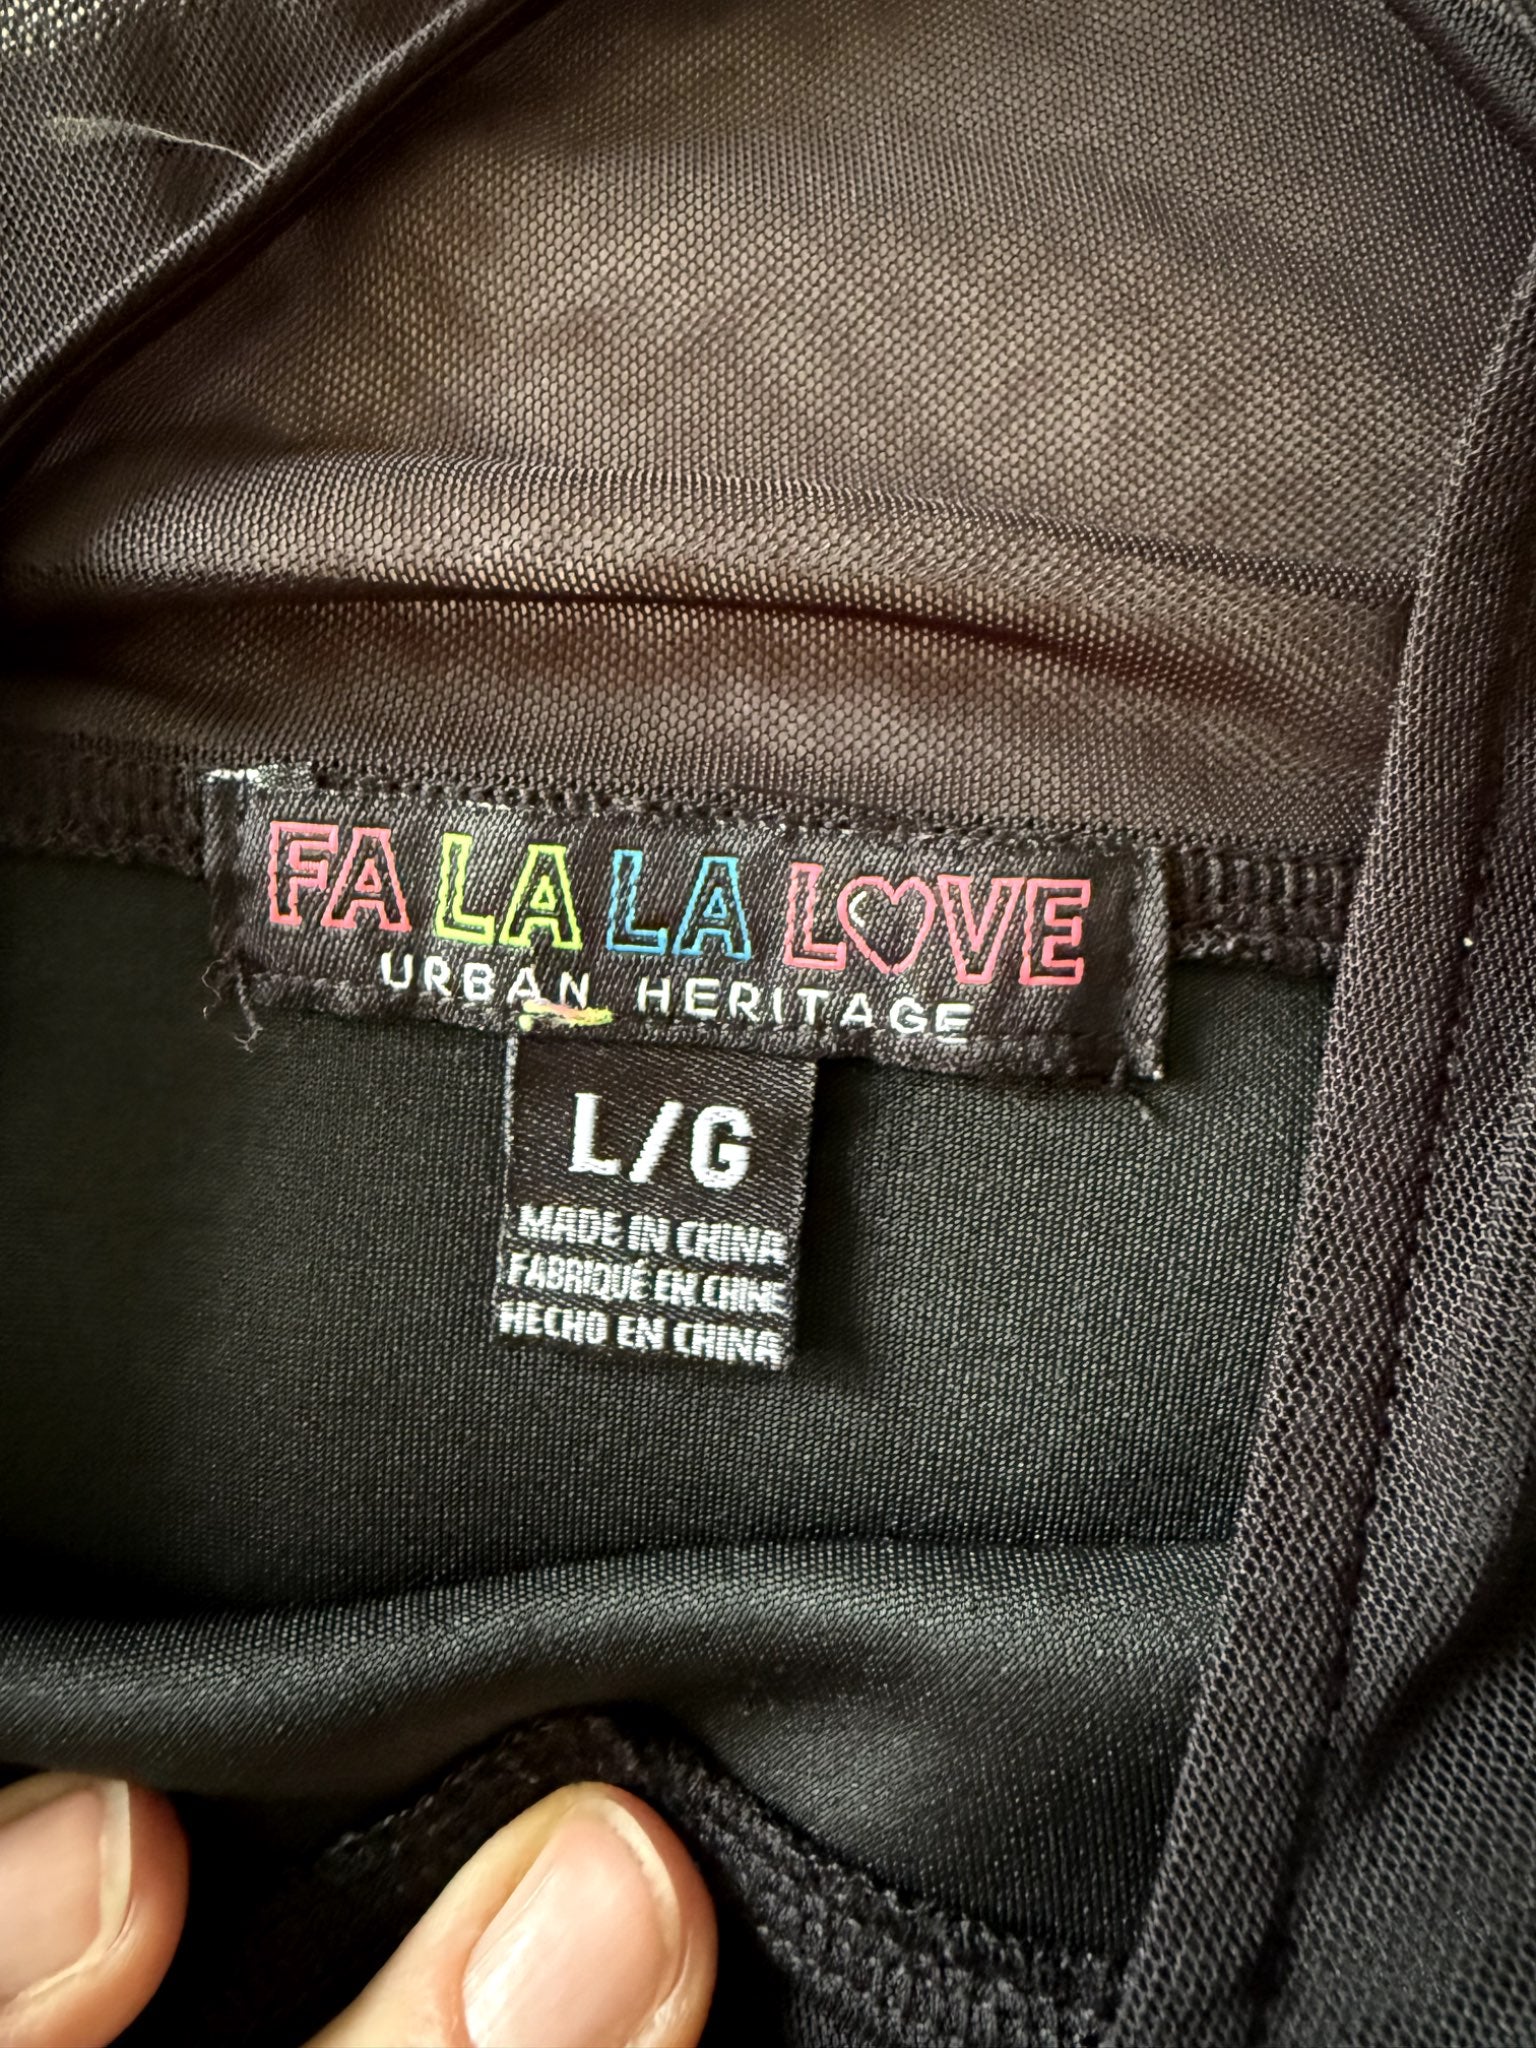 FA LA LA LOVE
URBAN HERITAGE
L/G
MADE IN CHINA
FABRIQUÉ EN CHINE
HECHO EN CHINA